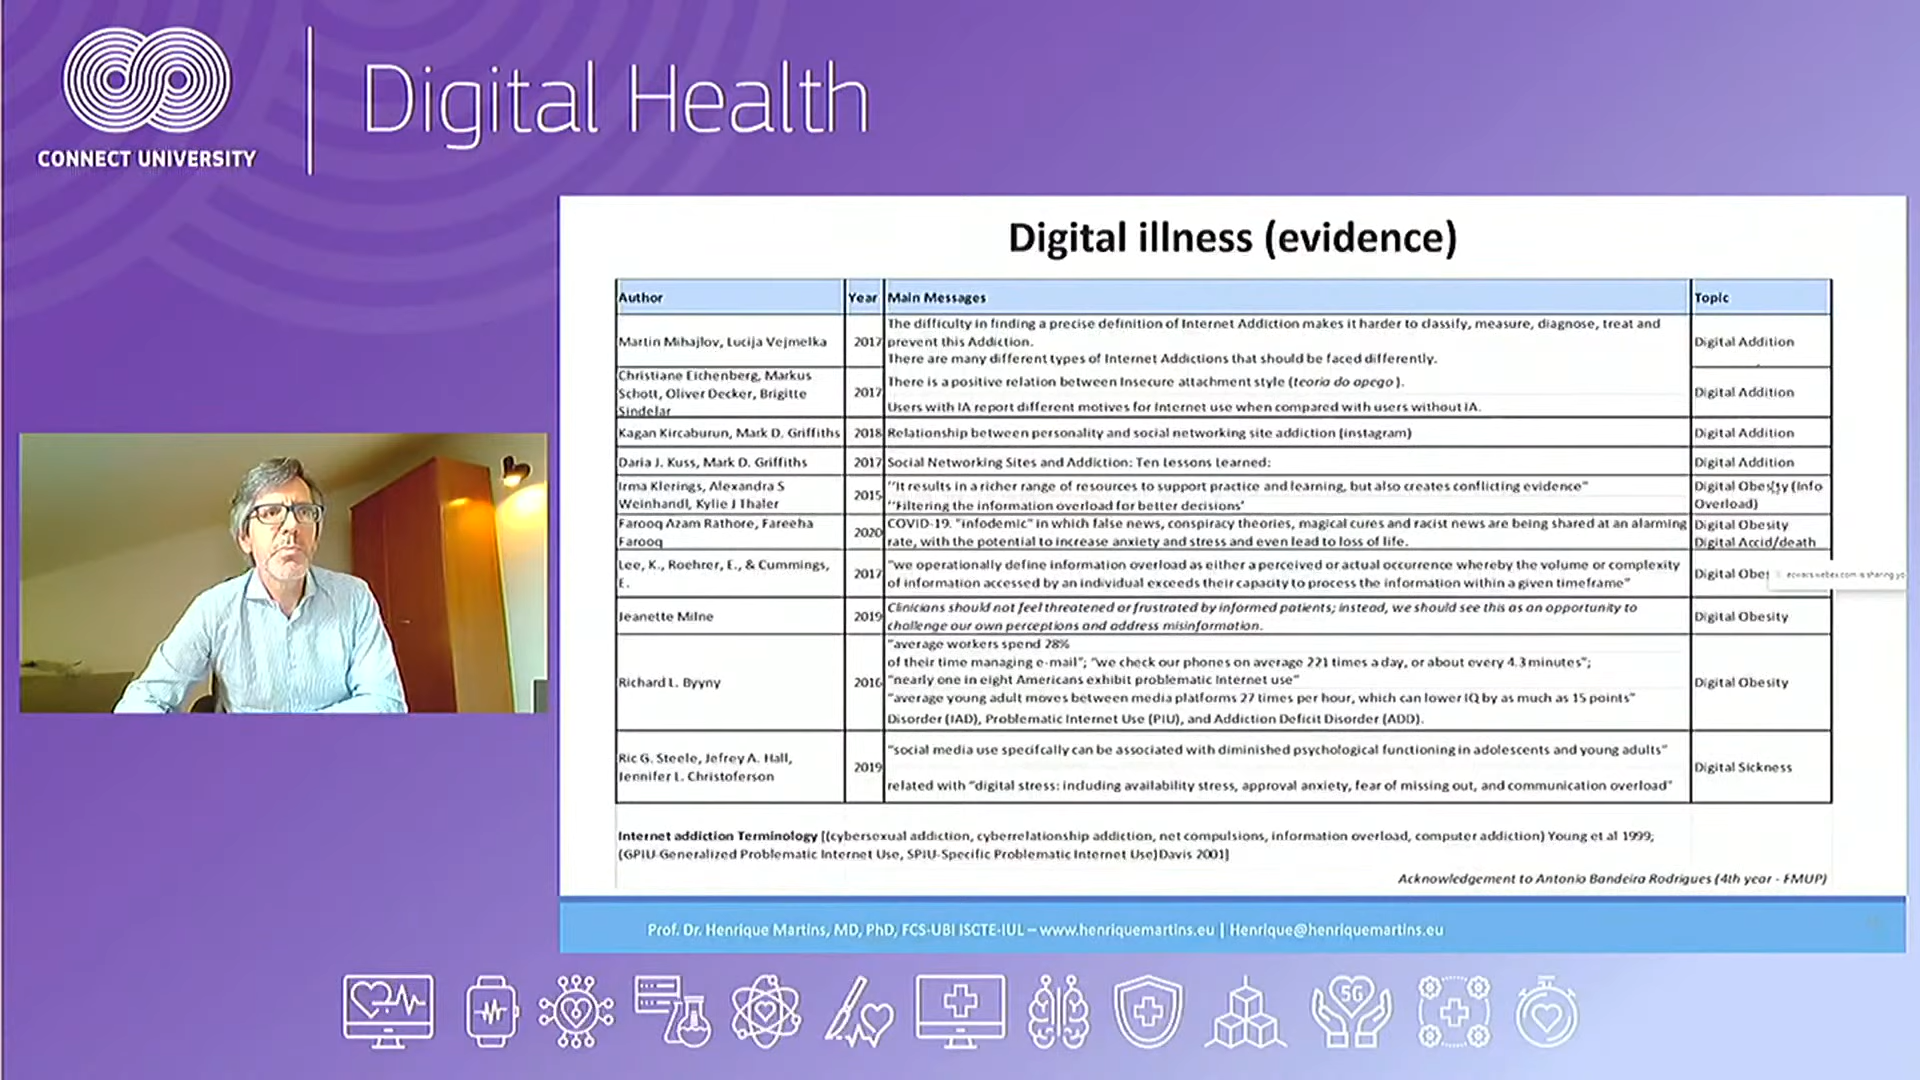 CONNECT UNIVERSITY
Digital Health
Digital illness (evidence)
Author Year Main Messages Topic
Martin Mihajlov, Lucija Vejmelka 2017 The difficulty in finding a precise definition of Internet Addiction makes it harder to classify, measure, diagnose, treat and
prevent this Addiction.
There are many different types of Internet Addictions that should be faced differently.
Digital Addition
Christiane Eichenberg, Markus
Schott, Oliver Decker, Brigitte
Sindelar
2017
There is a positive relation between Insecure attachment style (teoria do apego ).
Users with IA report different motives for Internet use when compared with users without IA.
Digital Addition
Kagan Kircaburun, Mark D. Griffiths 2018 Relationship between personality and social networking site addiction (instagram) Digital Addition
Daria J. Kuss, Mark D. Griffiths 2017 Social Networking Sites and Addiction: Ten Lessons Learned: Digital Addition
Irma Klerings, Alexandra S
Weinhandl, Kylie J Thaler
2015
''It results in a richer range of resources to support practice and learning, but also creates conflicting evidence"
''Filtering the information overload for better decisions'
Digital Obesity (Info
Overload)
Farooq Azam Rathore, Fareeha
Farooq
2020
COVID-19. "infodemic" in which false news, conspiracy theories, magical cures and racist news are being shared at an alarming
rate, with the potential to increase anxiety and stress and even lead to loss of life.
Digital Obesity
Digital Accid/death
Lee, K., Roehrer, E., & Cummings,
E.
2017
"we operationally define information overload as either a perceived or actual occurrence whereby the volume or complexity
of information accessed by an individual exceeds their capacity to process the information within a given timeframe"
Digital Obe
is sharing yo
Jeanette Milne 2019
Clinicians should not feel threatened or frustrated by informed patients; instead, we should see this as an opportunity to
challenge our own perceptions and address misinformation.
Digital Obesity
Richard L. Byyny 2016
"average workers spend 28%
of their time managing e-mail"; "we check our phones on average 221 times a day, or about every 4.3 minutes";
"nearly one in eight Americans exhibit problematic Internet use"
"average young adult moves between media platforms 27 times per hour, which can lower IQ by as much as 15 points"
Disorder (IAD), Problematic Internet Use (PIU), and Addiction Deficit Disorder (ADD).
Digital Obesity
Ric G. Steele, Jefrey A. Hall,
Jennifer L. Christoferson
2019
"social media use specifcally can be associated with diminished psychological functioning in adolescents and young adults"
related with "digital stress: including availability stress, approval anxiety, fear of missing out, and communication overload"
Digital Sickness
Internet addiction Terminology [(cybersexual addiction, cyberrelationship addiction, net compulsions, information overload, computer addiction) Young et al 1999;
(GPIU-Generalized Problematic Internet Use, SPIU-Specific Problematic Internet Use)Davis 2001]
Acknowledgement to Antonio Bandeira Rodrigues (4th year - FMUP)
Prof. Dr. Henrique Martins, MD, PhD, FCS-UBI ISCTE-IUL – www.henriquemartins.eu | Henrique@henriquemartins.eu
5G